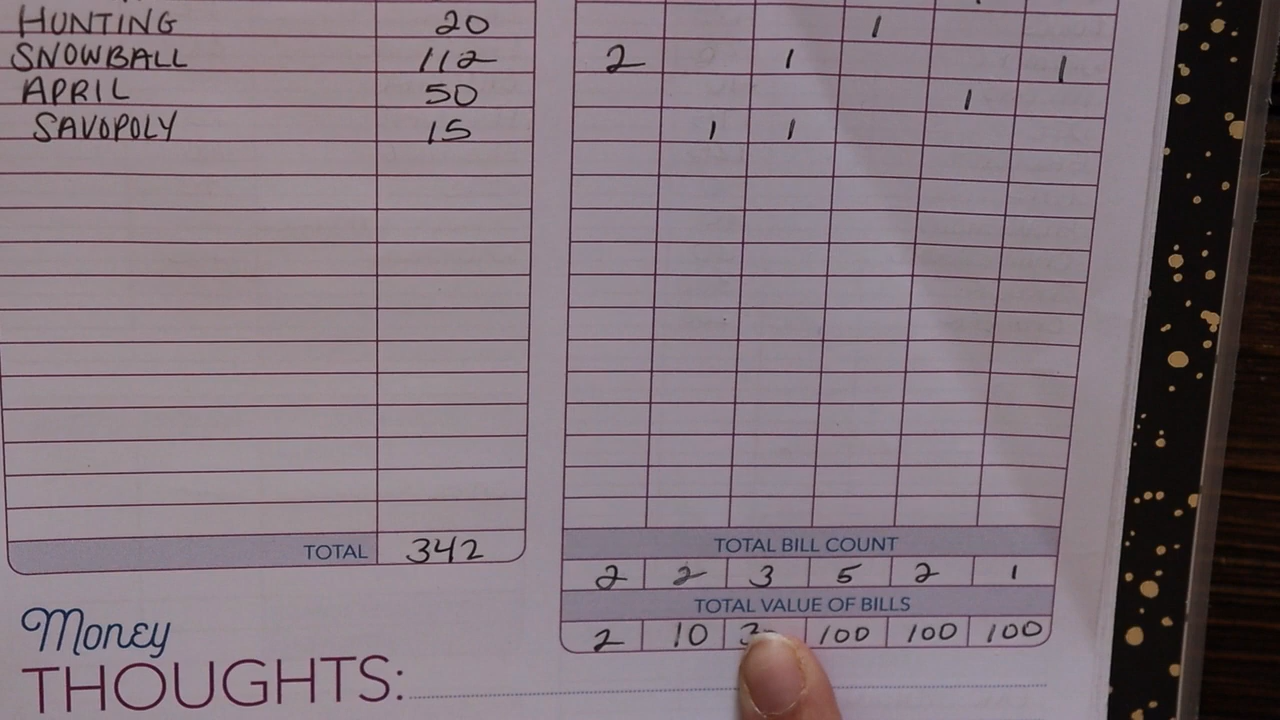 HUNTING 20 1
SNOWBALL 112 2 1 1
APRIL 50 1
SAVOPOLY 15 1 1
TOTAL 342
TOTAL BILL COUNT
2 2 3 5 2 1
TOTAL VALUE OF BILLS
2 10 100 100 100
Money
THOUGHTS: